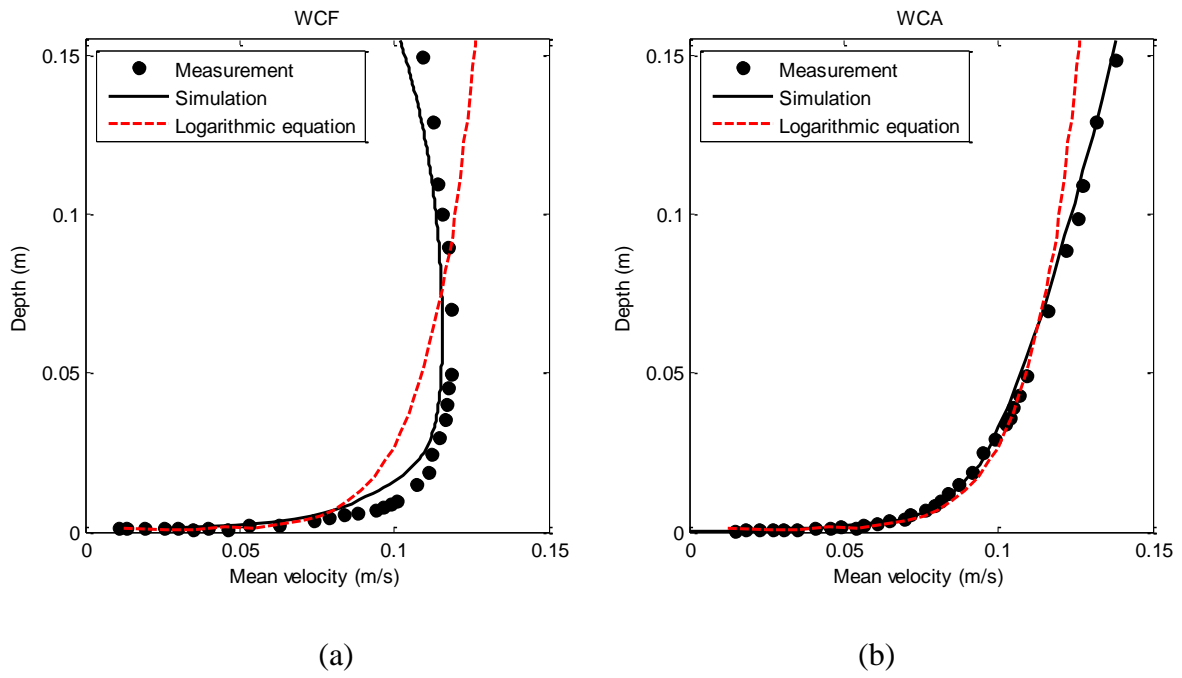 WCF
0.15
0.1
0.05
0
Depth (m)
Measurement
Simulation
Logarithmic equation
0 0.05 0.1 0.15
Mean velocity (m/s)
(a)
WCA
0.15
0.1
0.05
0
Depth (m)
Measurement
Simulation
Logarithmic equation
0 0.05 0.1 0.15
Mean velocity (m/s)
(b)